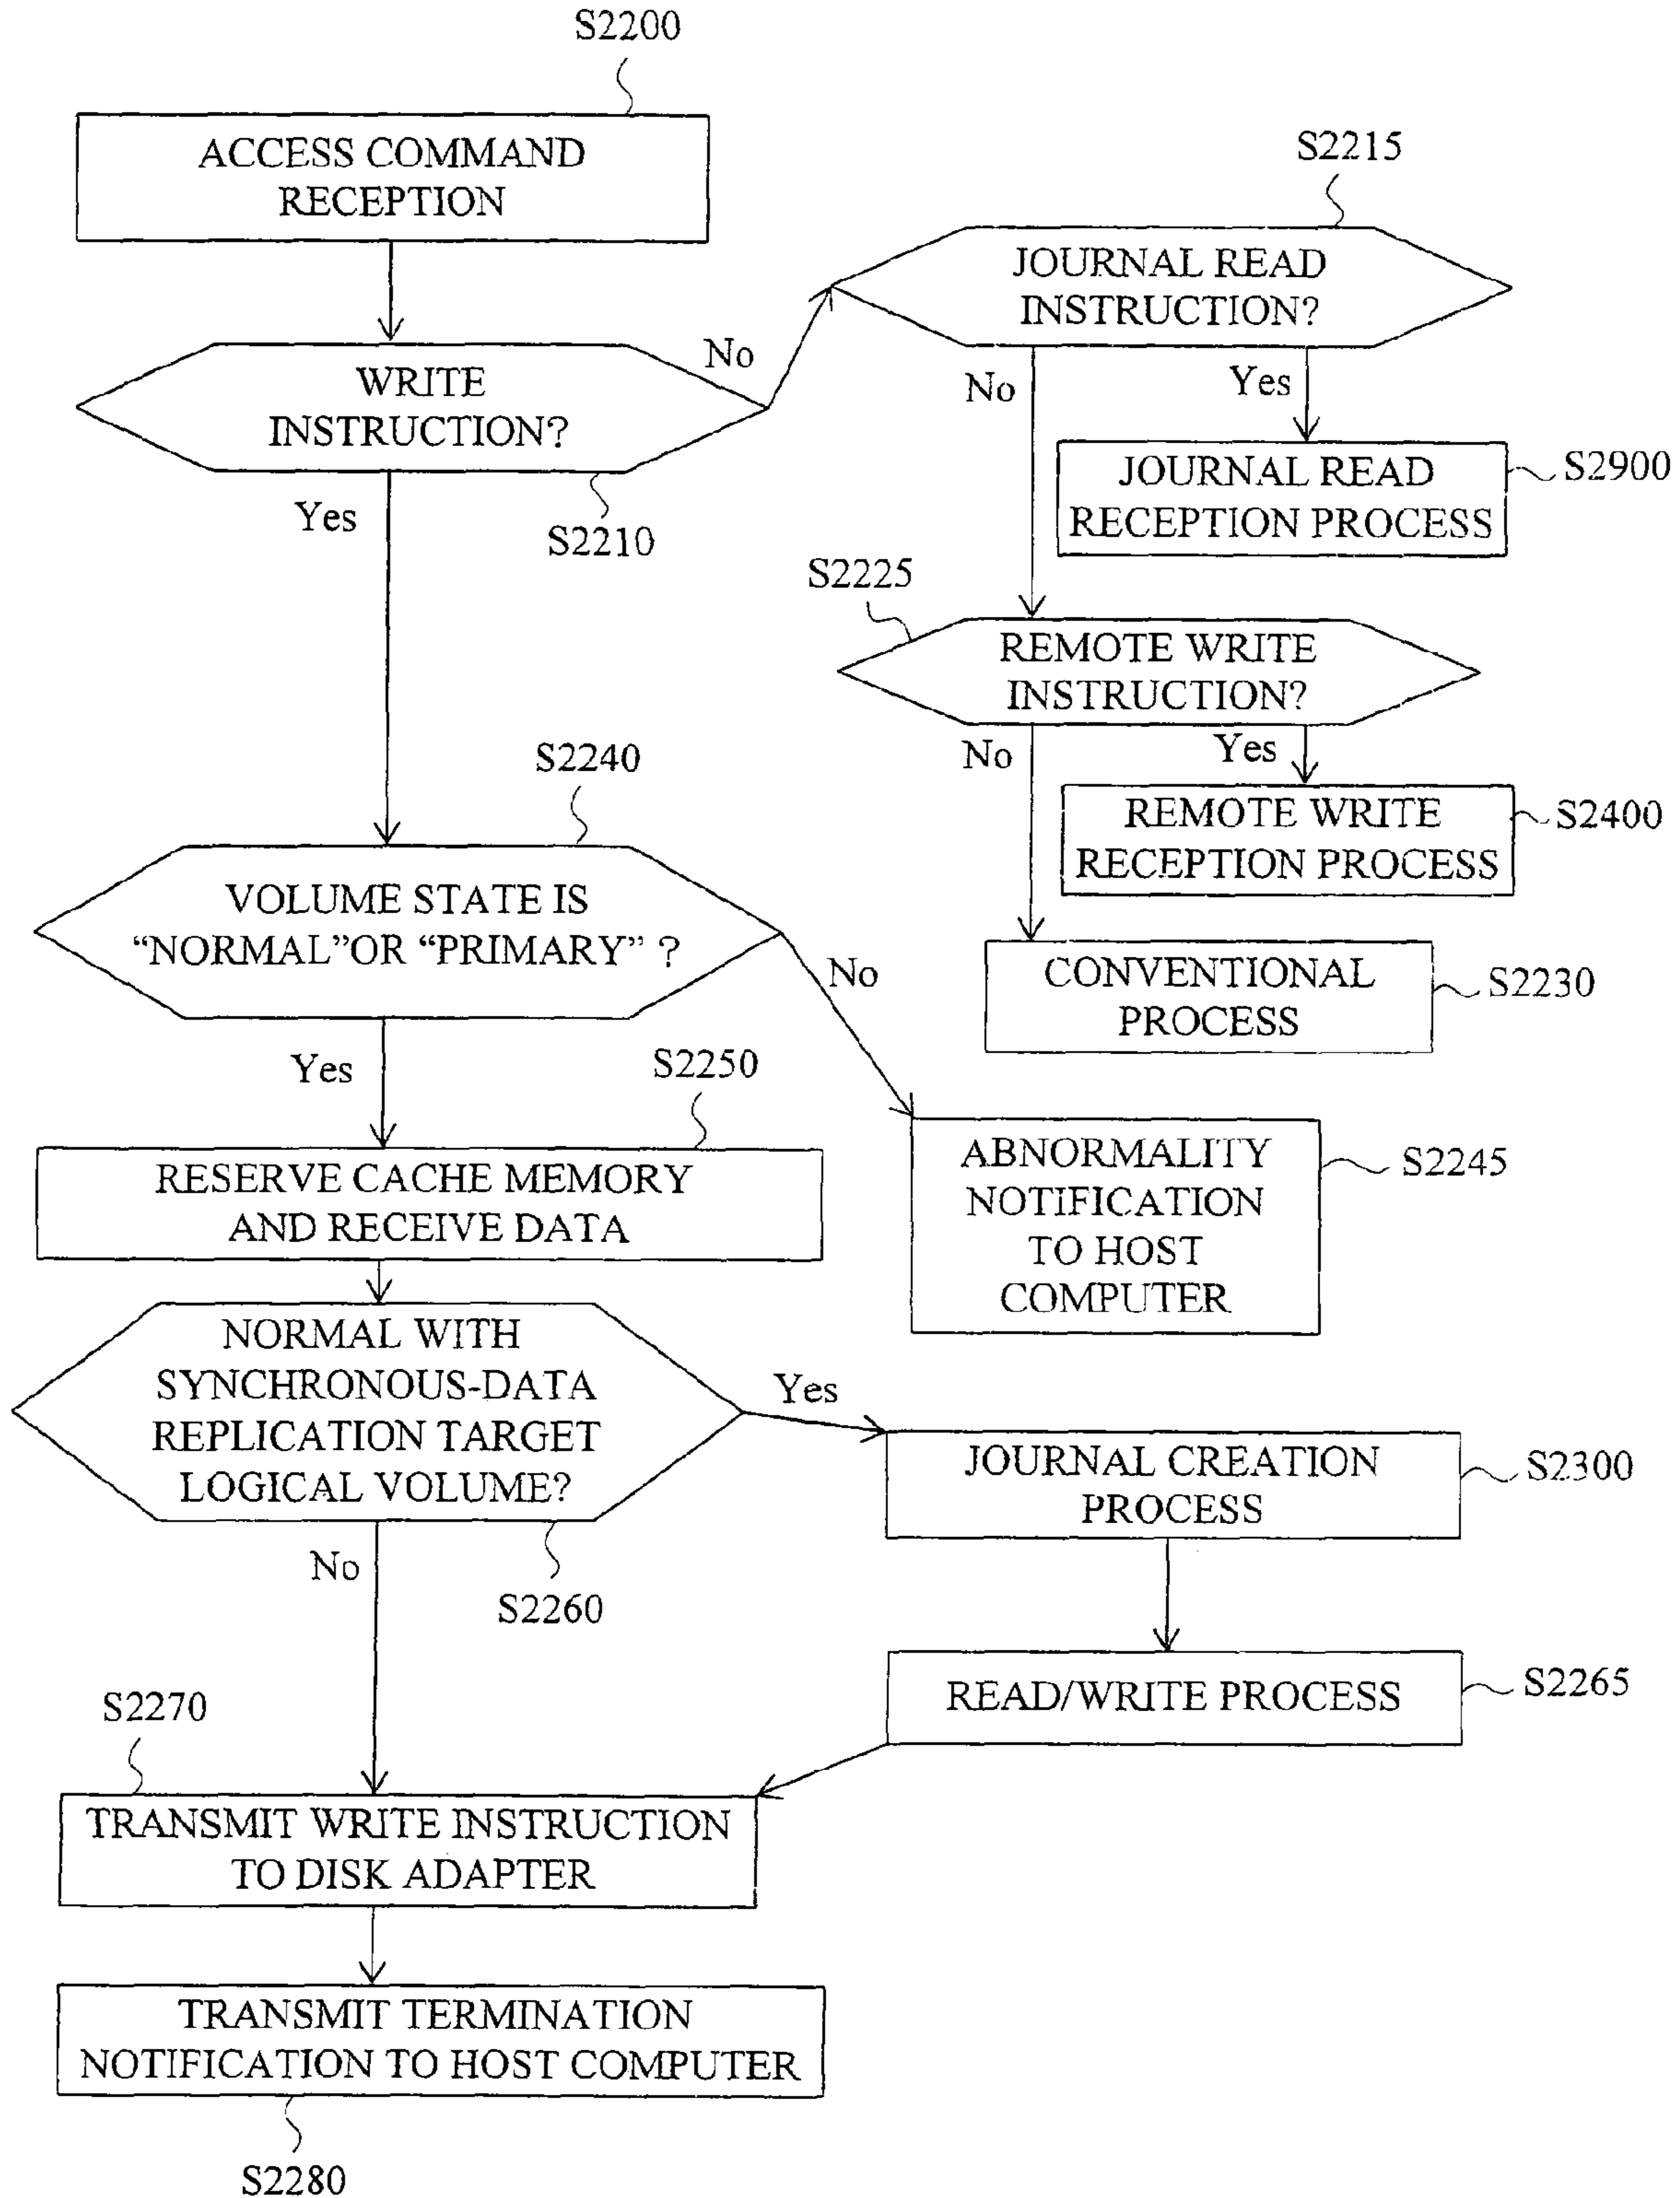 S2200
ACCESS COMMAND
RECEPTION
S2215
JOURNAL READ
INSTRUCTION?
No
WRITE
INSTRUCTION?
No
Yes
JOURNAL READ
RECEPTION PROCESS
S2900
Yes
S2210
S2225
REMOTE WRITE
INSTRUCTION?
No
Yes
S2240
REMOTE WRITE
RECEPTION PROCESS
S2400
VOLUME STATE IS
“NORMAL”OR “PRIMARY” ?
No
CONVENTIONAL
PROCESS
S2230
Yes
S2250
RESERVE CACHE MEMORY
AND RECEIVE DATA
ABNORMALITY
NOTIFICATION
TO HOST
COMPUTER
S2245
NORMAL WITH
SYNCHRONOUS-DATA
REPLICATION TARGET
LOGICAL VOLUME?
Yes
JOURNAL CREATION
PROCESS
S2300
No
S2260
READ/WRITE PROCESS
S2265
S2270
TRANSMIT WRITE INSTRUCTION
TO DISK ADAPTER
TRANSMIT TERMINATION
NOTIFICATION TO HOST COMPUTER
S2280